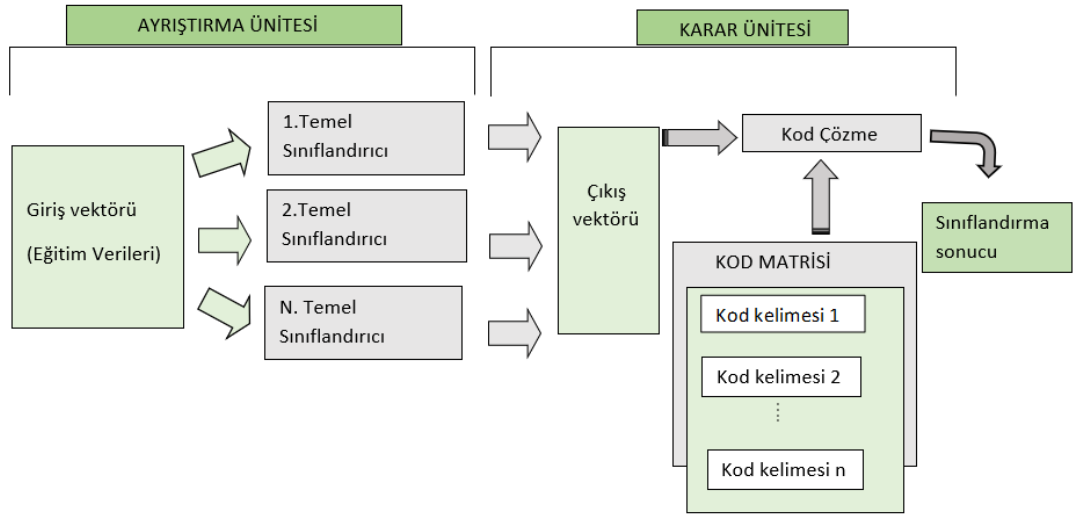 AYRIŞTIRMA ÜNİTESİ
KARAR ÜNİTESİ
Giriş vektörü
(Eğitim Verileri)
1.Temel
Sınıflandırıcı
2.Temel
Sınıflandırıcı
N. Temel
Sınıflandırıcı
Çıkış
vektörü
Kod Çözme
Sınıflandırma
sonucu
KOD MATRİSİ
Kod kelimesi 1
Kod kelimesi 2
Kod kelimesi n